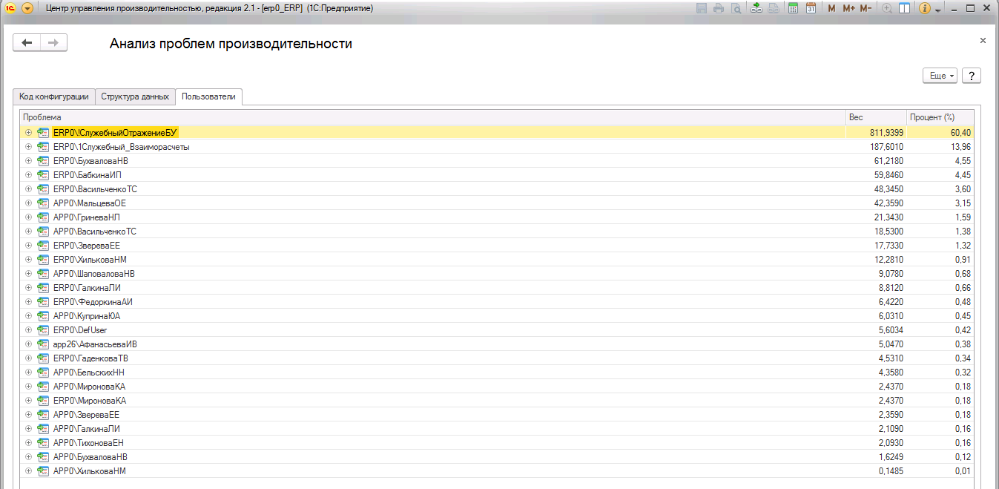 Центр управления производительностью, редакция 2.1 - [erp0_ERP] (1С:Предприятие)
M M+ M-
Анализ проблем производительности
Еще ?
Код конфигурации Структура данных Пользователи
Проблема Вес Процент (%)
ERP0\!СлужебныйОтражениеБУ 811,9399 60,40
ERP0\1Служебный_Взаиморасчеты 187,6010 13,96
ERP0\БухваловаНВ 61,2180 4,55
ERP0\БабкинаИП 59,8460 4,45
ERP0\ВасильченкоТС 48,3450 3,60
APP0\МальцеваОЕ 42,3590 3,15
APP0\ГриневаНЛ 21,3430 1,59
APP0\ВасильченкоТС 18,5300 1,38
ERP0\ЗвереваЕЕ 17,7330 1,32
ERP0\ХильковаНМ 12,2810 0,91
APP0\ШаповаловаНВ 9,0780 0,68
ERP0\ГалкинаЛИ 8,8120 0,66
ERP0\ФедоркинаАИ 6,4220 0,48
APP0\КупринаЮА 6,0310 0,45
ERP0\DefUser 5,6034 0,42
app26\АфанасьеваИВ 5,0470 0,38
ERP0\ГаденковаТВ 4,5310 0,34
APP0\БельскихНН 4,3580 0,32
APP0\МироноваКА 2,4370 0,18
ERP0\МироноваКА 2,4370 0,18
APP0\ЗвереваЕЕ 2,3590 0,18
APP0\ГалкинаЛИ 2,1090 0,16
APP0\ТихоноваЕН 2,0930 0,16
APP0\БухваловаНВ 1,6249 0,12
APP0\ХильковаНМ 0,1485 0,01